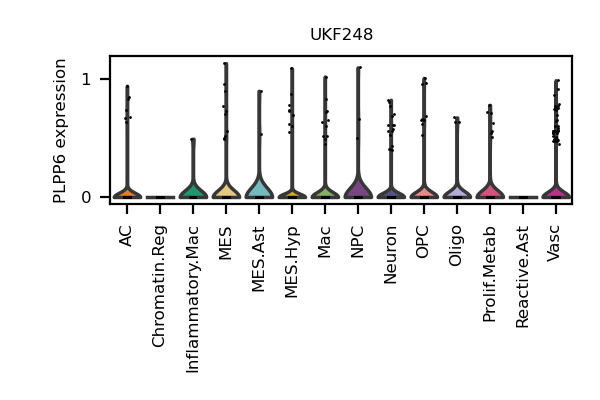 UKF248
PLPP6 expression
1
0
AC
Chromatin.Reg
Inflammatory.Mac
MES
MES.Ast
MES.Hyp
Mac
NPC
Neuron
OPC
Oligo
Prolif.Metab
Reactive.Ast
Vasc